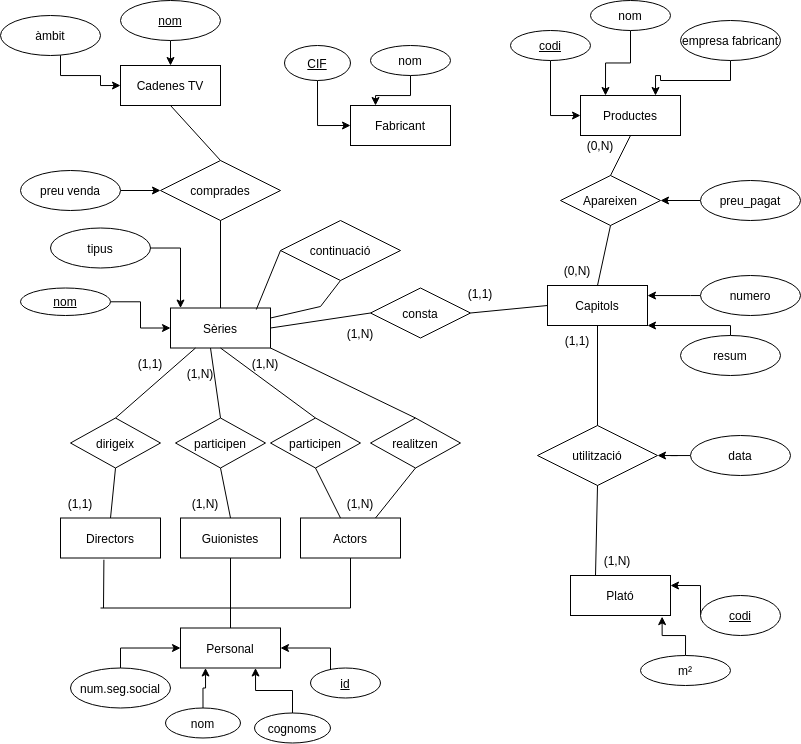 nom
àmbit
Cadenes TV
CIF
nom
Fabricant
nom
codi
empresa fabricant
Productes
(0,N)
preu venda
comprades
Apareixen
preu_pagat
tipus
continuació
(0,N)
nom
Sèries
consta
(1,1)
(1,N)
Capitols
numero
resum
(1,1)
(1,1)
(1,N)
(1,N)
dirigeix
participen
participen
realitzen
utilització
data
(1,1)
(1,N)
(1,N)
Directors
Guionistes
Actors
(1,N)
Plató
codi
m²
Personal
num.seg.social
nom
cognoms
id